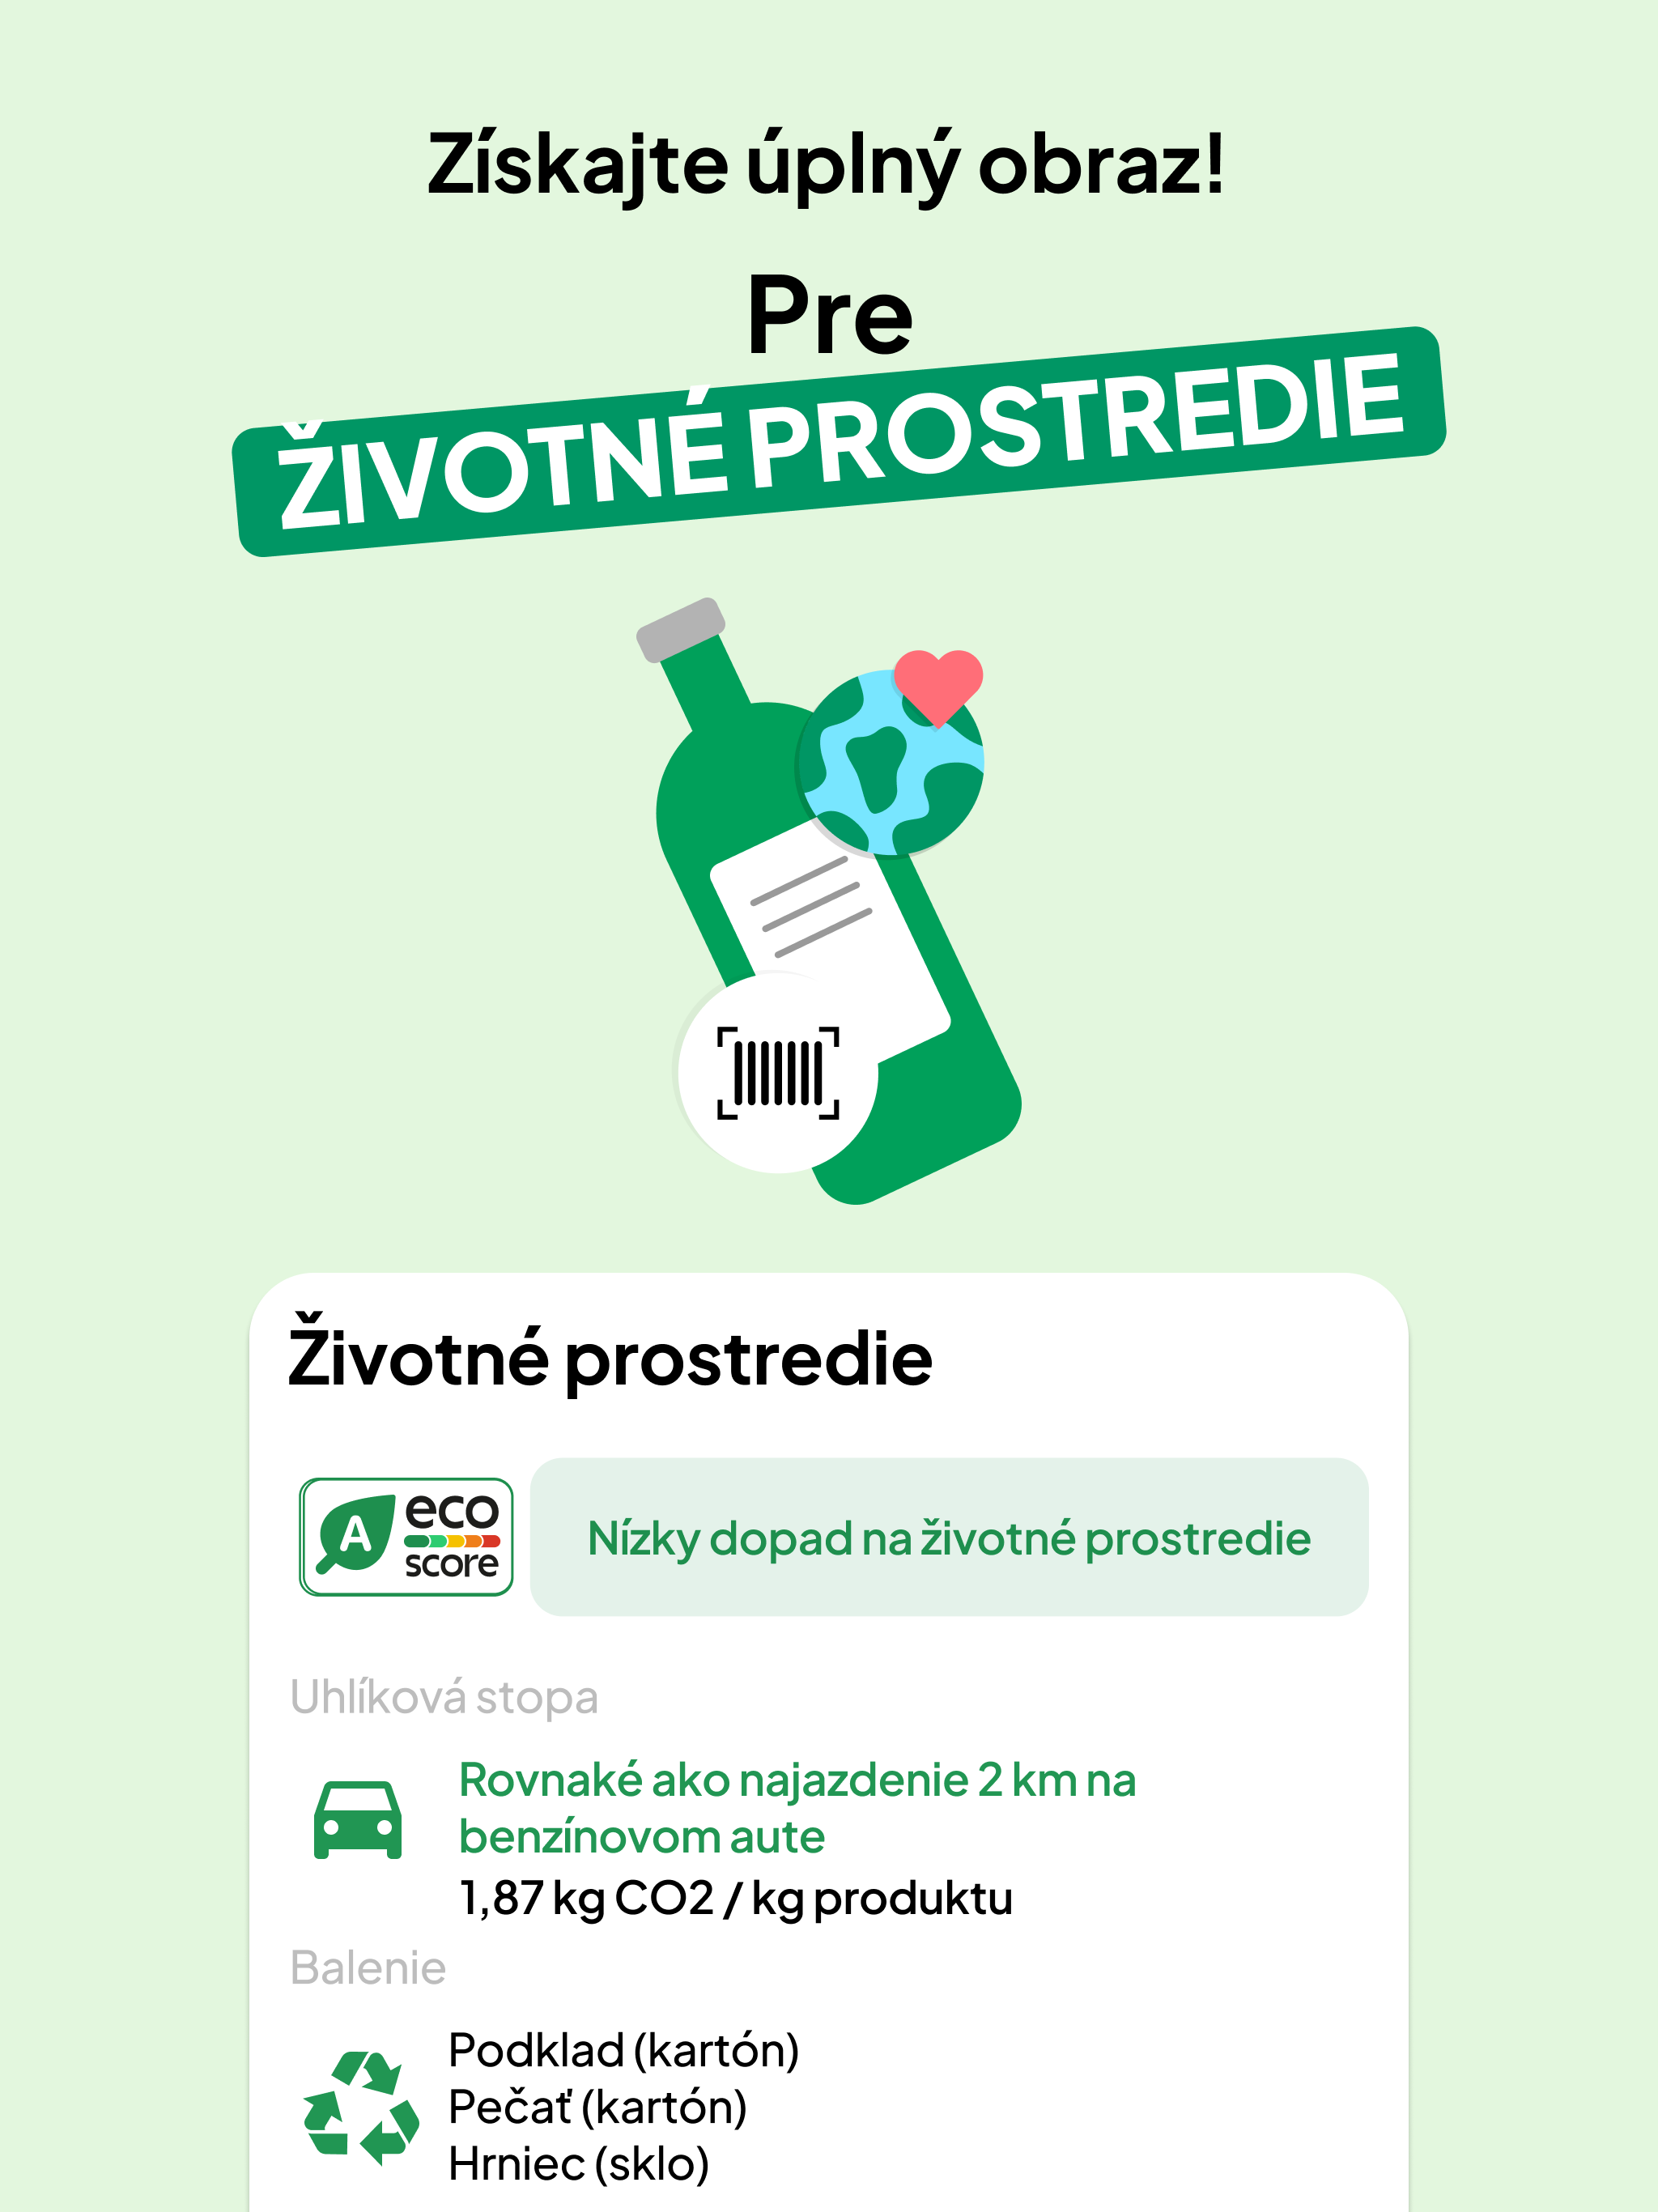 Získajte úplný obraz!
Pre
ŽIVOTNÉ PROSTREDIE
Životné prostredie
A
eco
score
Nízky dopad na životné prostredie
Uhlíková stopa
Rovnaké ako najazdenie 2 km na
benzínovom aute
1,87 kg CO2 / kg produktu
Balenie
Podklad (kartón)
Pečať (kartón)
Hrniec (sklo)